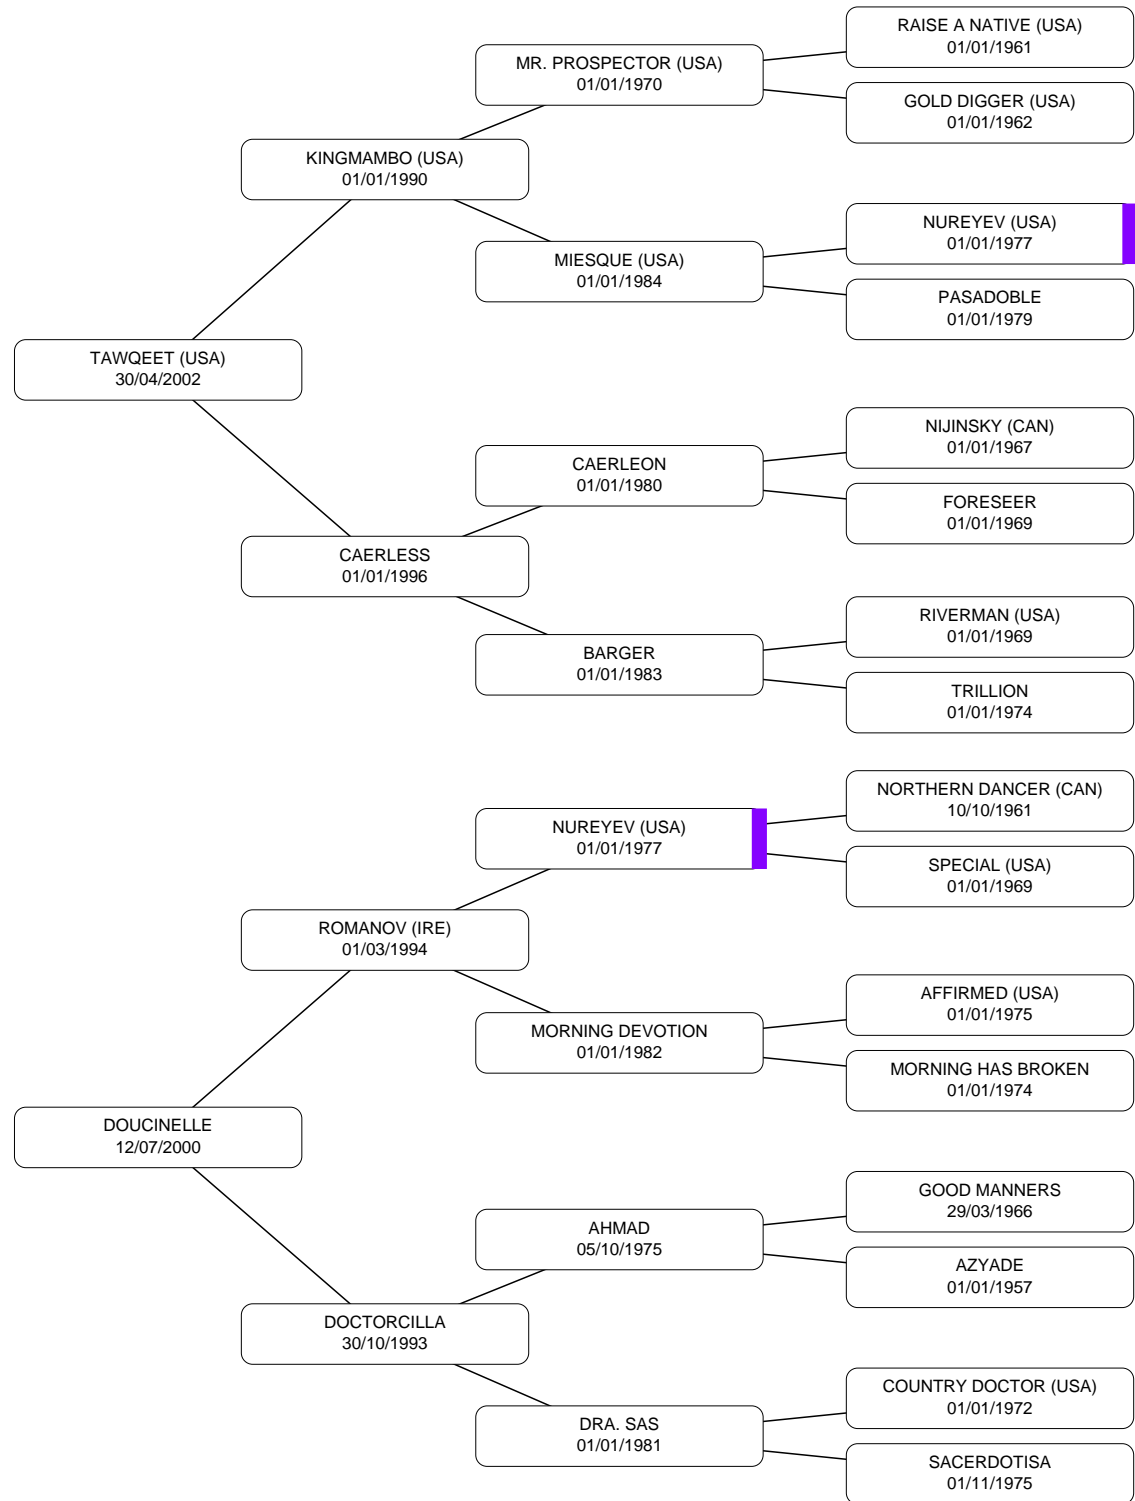 RAISE A NATIVE (USA)
01/01/1961
MR. PROSPECTOR (USA)
01/01/1970
GOLD DIGGER (USA)
01/01/1962
KINGMAMBO (USA)
01/01/1990
NUREYEV (USA)
01/01/1977
MIESQUE (USA)
01/01/1984
PASADOBLE
01/01/1979
TAWQEET (USA)
30/04/2002
NIJINSKY (CAN)
01/01/1967
CAERLEON
01/01/1980
FORESEER
01/01/1969
CAERLESS
01/01/1996
RIVERMAN (USA)
01/01/1969
BARGER
01/01/1983
TRILLION
01/01/1974
NORTHERN DANCER (CAN)
10/10/1961
NUREYEV (USA)
01/01/1977
SPECIAL (USA)
01/01/1969
ROMANOV (IRE)
01/03/1994
AFFIRMED (USA)
01/01/1975
MORNING DEVOTION
01/01/1982
MORNING HAS BROKEN
01/01/1974
DOUCINELLE
12/07/2000
GOOD MANNERS
29/03/1966
AHMAD
05/10/1975
AZYADE
01/01/1957
DOCTORCILLA
30/10/1993
COUNTRY DOCTOR (USA)
01/01/1972
DRA. SAS
01/01/1981
SACERDOTISA
01/11/1975